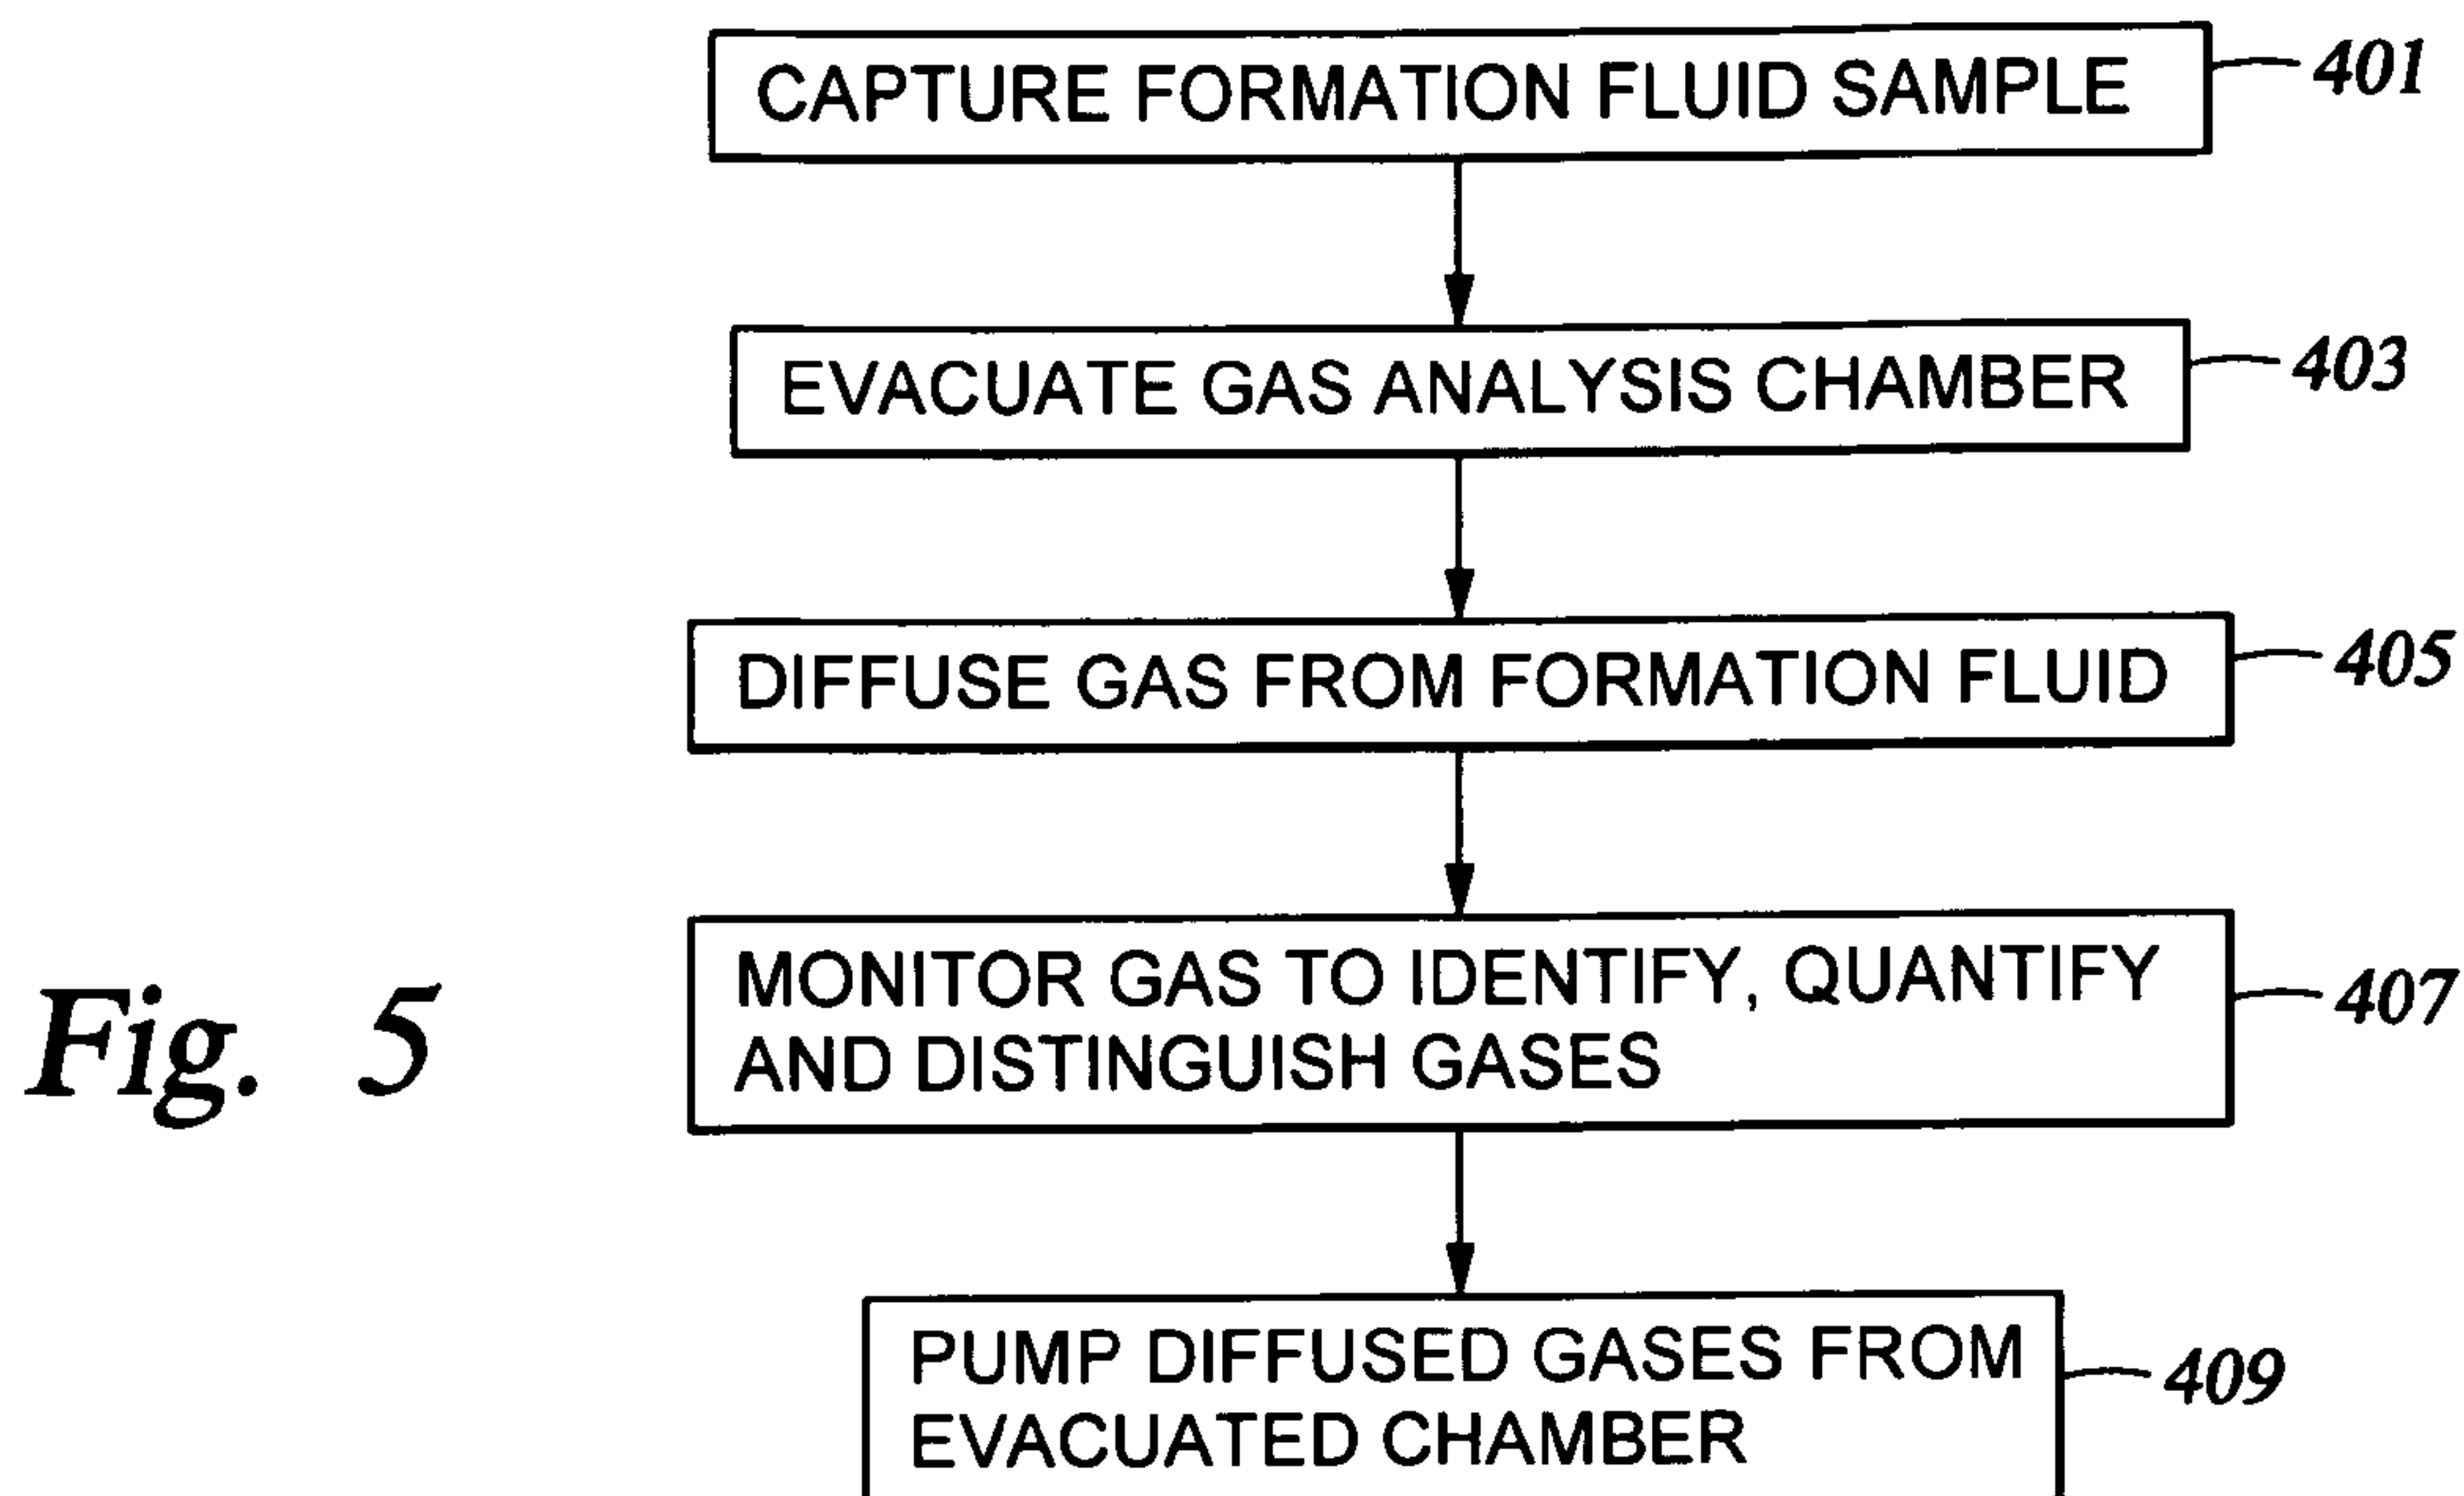 CAPTURE FORMATION FLUID SAMPLE
401
EVACUATE GAS ANALYSIS CHAMBER
403
DIFFUSE GAS FROM FORMATION FLUID
405
MONITOR GAS TO IDENTIFY, QUANTIFY
AND DISTINGUISH GASES
407
Fig. 5
PUMP DIFFUSED GASES FROM
EVACUATED CHAMBER
409